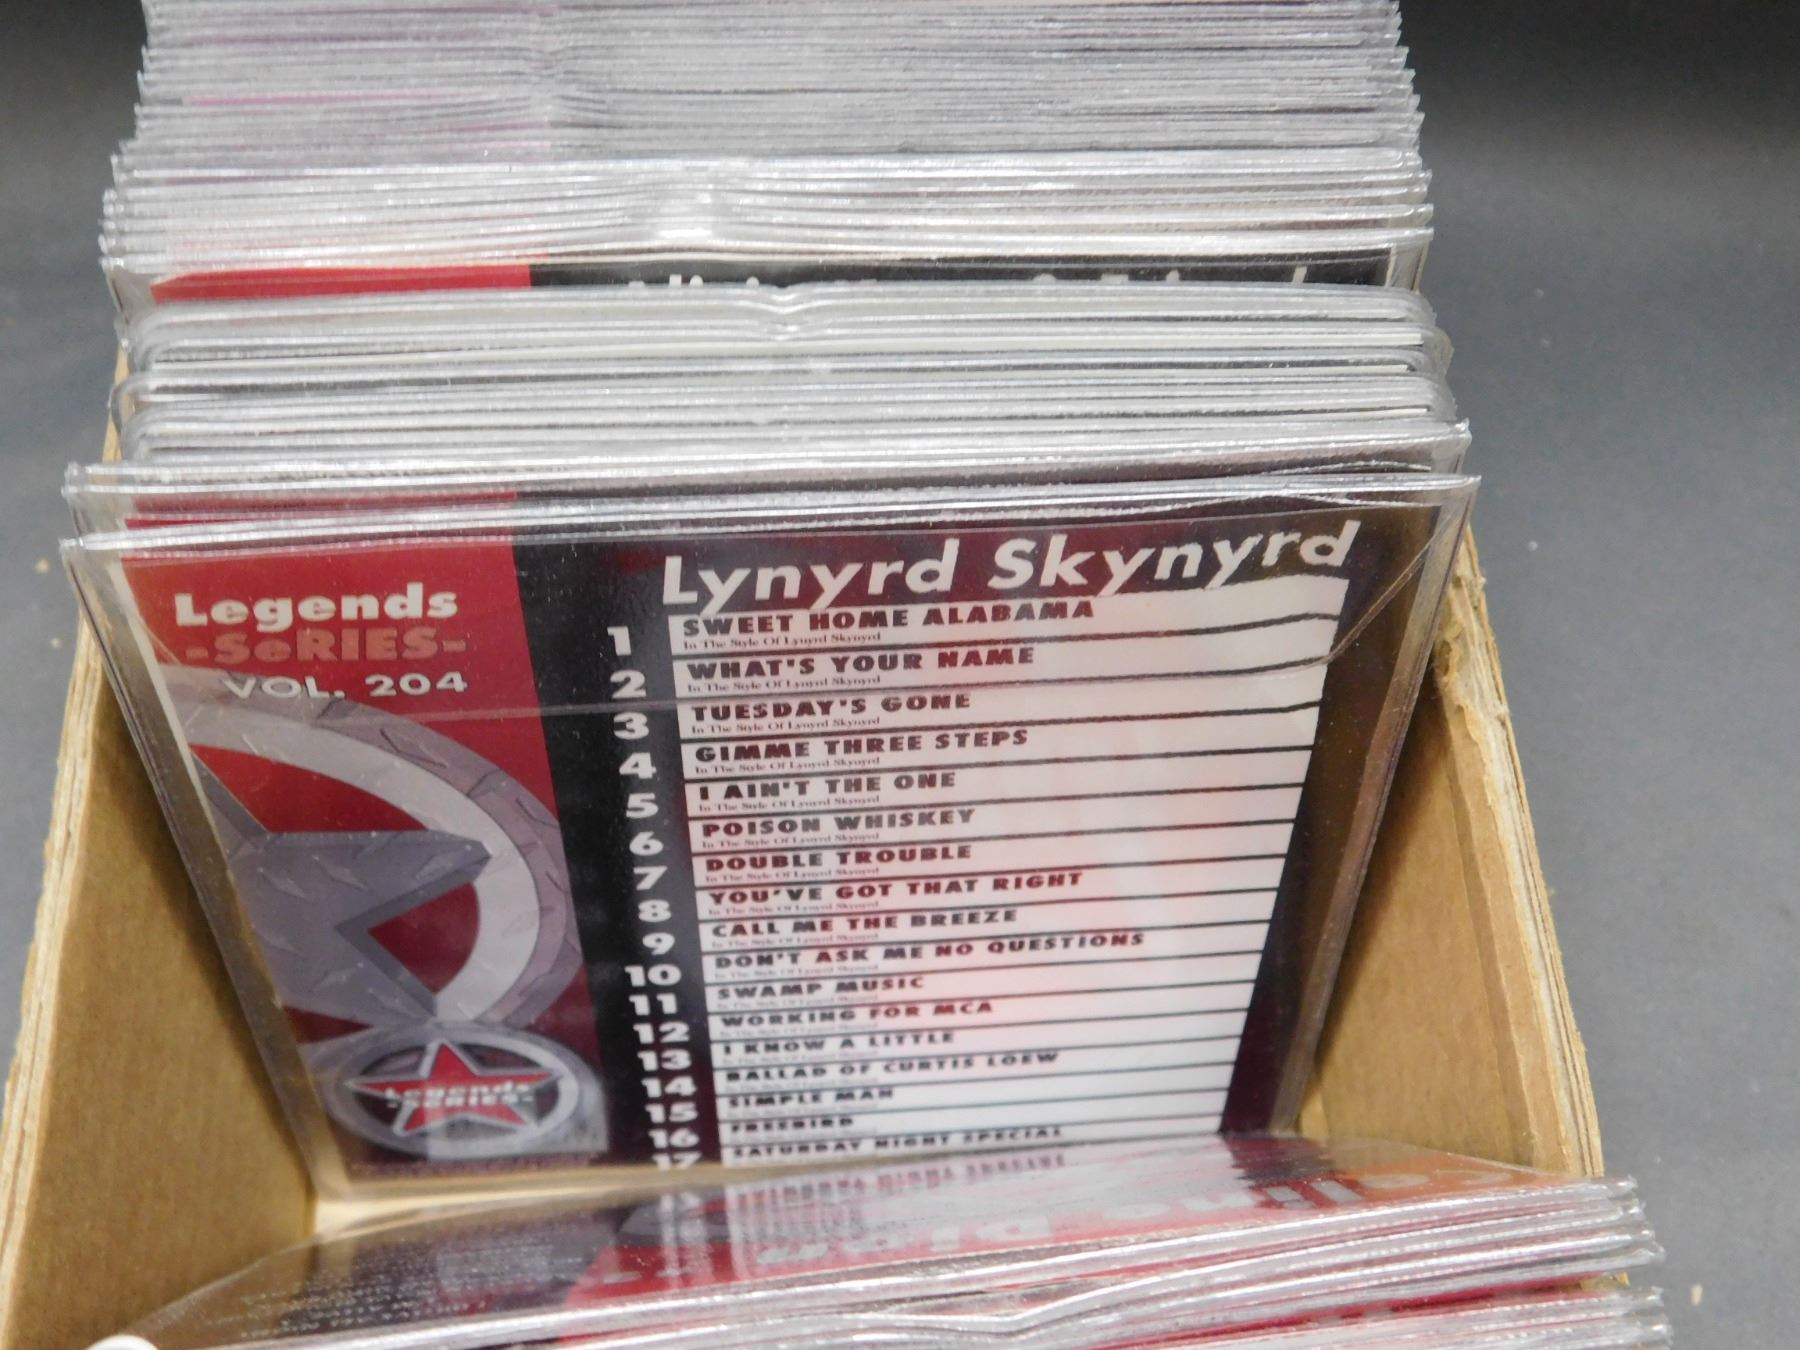 Lynyrd Skynyrd
Legends
-SeRIES-
VOL. 204
1 SWEET HOME ALABAMA
In The Style Of Lynyrd Skynyrd
2 WHAT'S YOUR NAME
In The Style Of Lynyrd Skynyrd
3 TUESDAY'S GONE
In The Style Of Lynyrd Skynyrd
4 GIMME THREE STEPS
In The Style Of Lynyrd Skynyrd
5 I AIN'T THE ONE
In The Style Of Lynyrd Skynyrd
6 POISON WHISKEY
In The Style Of Lynyrd Skynyrd
7 DOUBLE TROUBLE
In The Style Of Lynyrd Skynyrd
8 YOU'VE GOT THAT RIGHT
In The Style Of Lynyrd Skynyrd
9 CALL ME THE BREEZE
In The Style Of Lynyrd Skynyrd
10 DON'T ASK ME NO QUESTIONS
In The Style Of Lynyrd Skynyrd
11 SWAMP MUSIC
12 WORKING FOR MCA
13 I KNOW A LITTLE
14 BALLAD OF CURTIS LOEW
15 SIMPLE MAN
16 FREEBIRD
17 SATURDAY NIGHT SPECIAL
Legends
-SERIES-